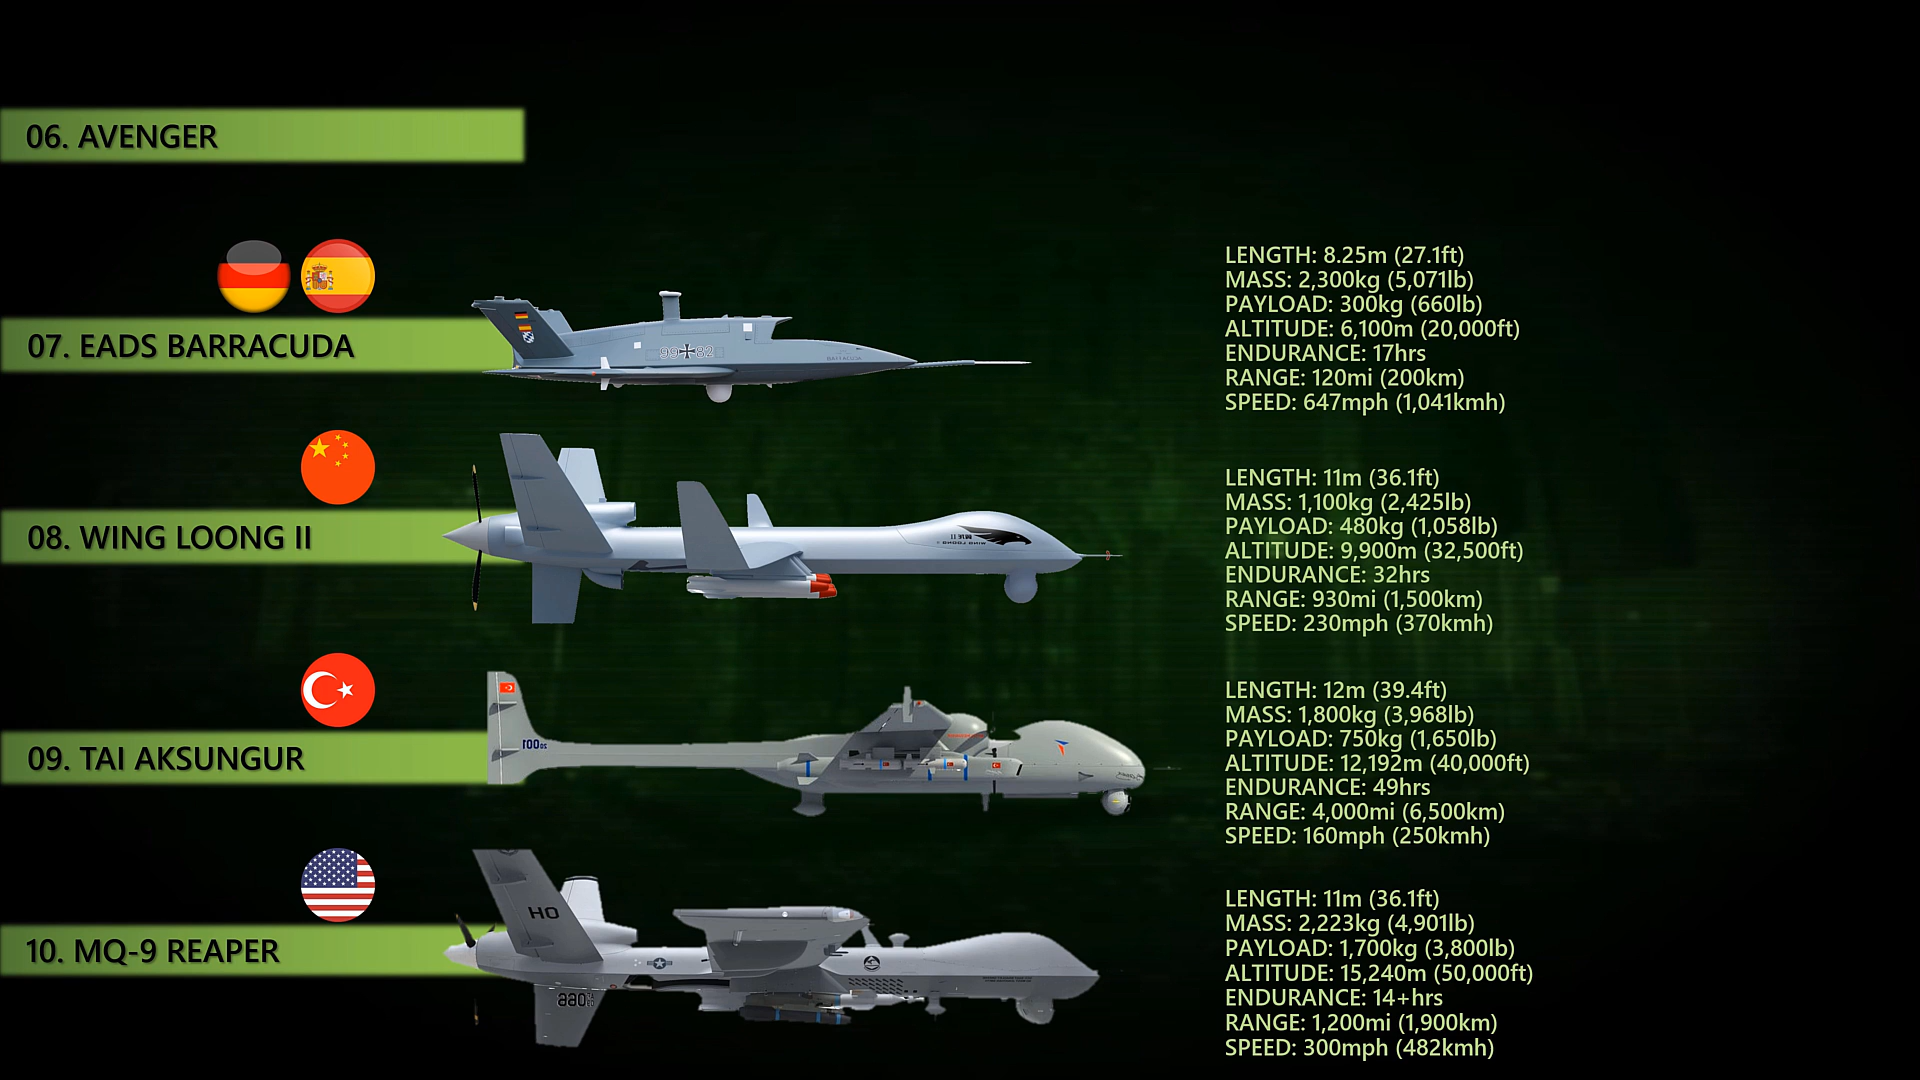 06. AVENGER
07. EADS BARRACUDA
99 82
LENGTH: 8.25m (27.1ft)
MASS: 2,300kg (5,071lb)
PAYLOAD: 300kg (660lb)
ALTITUDE: 6,100m (20,000ft)
ENDURANCE: 17hrs
RANGE: 120mi (200km)
SPEED: 647mph (1,041kmh)
08. WING LOONG II
LENGTH: 11m (36.1ft)
MASS: 1,100kg (2,425lb)
PAYLOAD: 480kg (1,058lb)
ALTITUDE: 9,900m (32,500ft)
ENDURANCE: 32hrs
RANGE: 930mi (1,500km)
SPEED: 230mph (370kmh)
09. TAI AKSUNGUR
LENGTH: 12m (39.4ft)
MASS: 1,800kg (3,968lb)
PAYLOAD: 750kg (1,650lb)
ALTITUDE: 12,192m (40,000ft)
ENDURANCE: 49hrs
RANGE: 4,000mi (6,500km)
SPEED: 160mph (250kmh)
10. MQ-9 REAPER
HO
LENGTH: 11m (36.1ft)
MASS: 2,223kg (4,901lb)
PAYLOAD: 1,700kg (3,800lb)
ALTITUDE: 15,240m (50,000ft)
ENDURANCE: 14+hrs
RANGE: 1,200mi (1,900km)
SPEED: 300mph (482kmh)